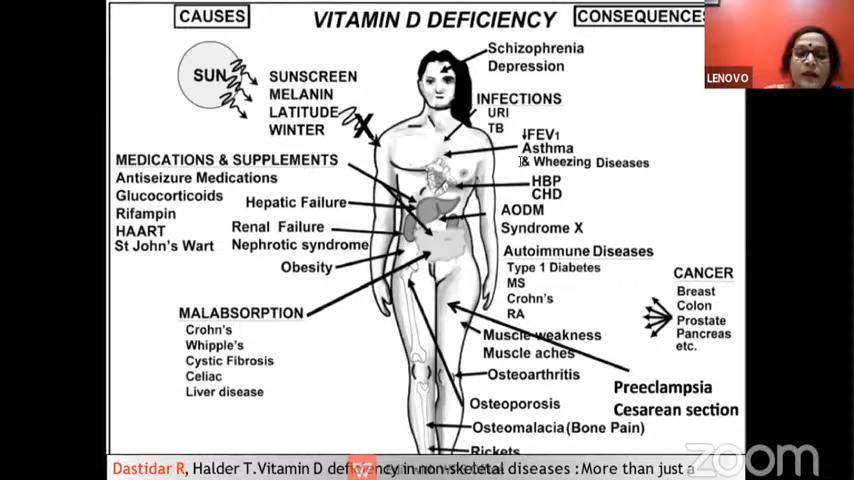 CAUSES
VITAMIN D DEFICIENCY
CONSEQUENCES
LENOVO
SUN
SUNSCREEN
MELANIN
LATITUDE
WINTER
X
MEDICATIONS & SUPPLEMENTS
Antiseizure Medications
Glucocorticoids
Rifampin
HAART
St John's Wart
Hepatic Failure
Renal Failure
Nephrotic syndrome
Obesity
MALABSORPTION
Crohn's
Whipple's
Cystic Fibrosis
Celiac
Liver disease
Schizophrenia
Depression
INFECTIONS
URI
TB
↓FEV₁
Asthma
& Wheezing Diseases
HBP
CHD
AODM
Syndrome X
Autoimmune Diseases
Type 1 Diabetes
MS
Crohn's
RA
CANCER
Breast
Colon
Prostate
Pancreas
etc.
Muscle weakness
Muscle aches
Osteoarthritis
Preeclampsia
Cesarean section
Osteoporosis
Osteomalacia (Bone Pain)
Rickets
zoom
Dastidar R, Halder T.Vitamin D deficiency in non-skeletal diseases :More than just a